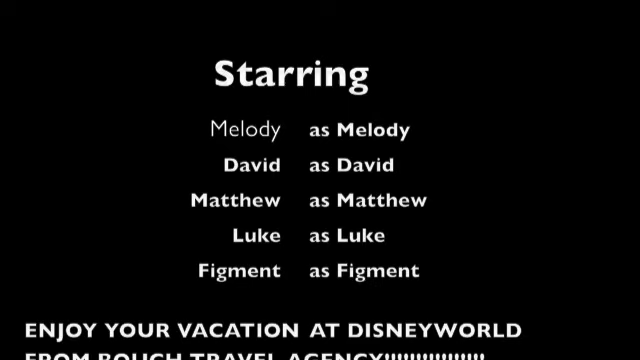 Starring
Melody as Melody
David as David
Matthew as Matthew
Luke as Luke
Figment as Figment
ENJOY YOUR VACATION AT DISNEYWORLD
FROM ROUCH TRAVEL AGENCY!!!!!!!!!!!!!!!!